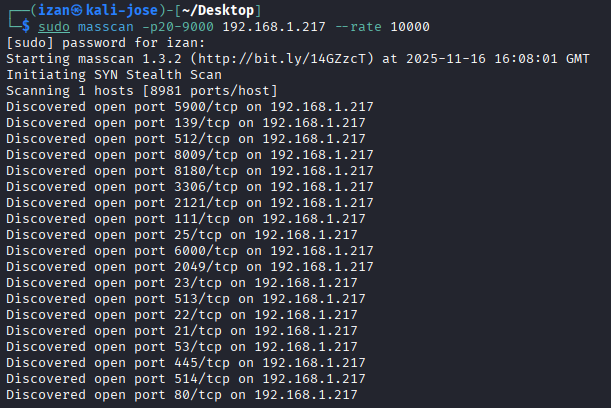 ┌──(izan㉿kali-jose)-[~/Desktop]
└─$ sudo masscan -p20-9000 192.168.1.217 --rate 10000
[sudo] password for izan:
Starting masscan 1.3.2 (http://bit.ly/14GZzcT) at 2025-11-16 16:08:01 GMT
Initiating SYN Stealth Scan
Scanning 1 hosts [8981 ports/host]
Discovered open port 5900/tcp on 192.168.1.217
Discovered open port 139/tcp on 192.168.1.217
Discovered open port 512/tcp on 192.168.1.217
Discovered open port 8009/tcp on 192.168.1.217
Discovered open port 8180/tcp on 192.168.1.217
Discovered open port 3306/tcp on 192.168.1.217
Discovered open port 2121/tcp on 192.168.1.217
Discovered open port 111/tcp on 192.168.1.217
Discovered open port 25/tcp on 192.168.1.217
Discovered open port 6000/tcp on 192.168.1.217
Discovered open port 2049/tcp on 192.168.1.217
Discovered open port 23/tcp on 192.168.1.217
Discovered open port 513/tcp on 192.168.1.217
Discovered open port 22/tcp on 192.168.1.217
Discovered open port 21/tcp on 192.168.1.217
Discovered open port 53/tcp on 192.168.1.217
Discovered open port 445/tcp on 192.168.1.217
Discovered open port 514/tcp on 192.168.1.217
Discovered open port 80/tcp on 192.168.1.217